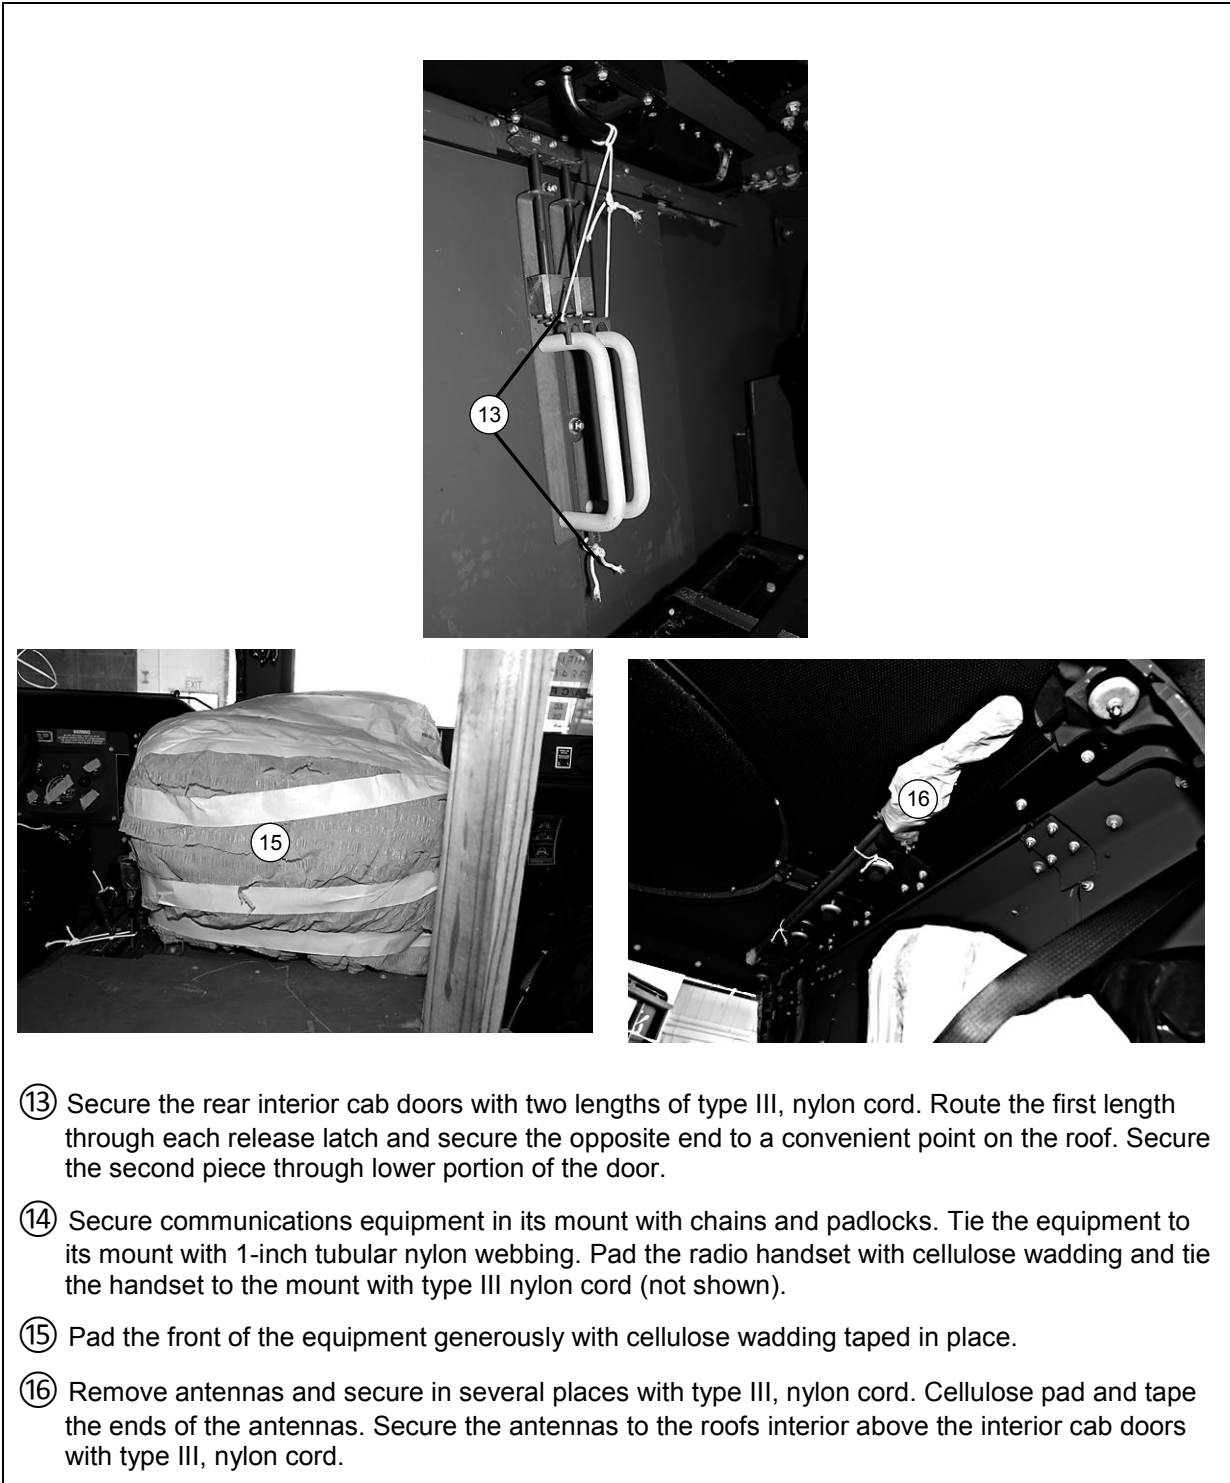 13
EXIT
WARNING
15
16
⑬ Secure the rear interior cab doors with two lengths of type III, nylon cord. Route the first length
through each release latch and secure the opposite end to a convenient point on the roof. Secure
the second piece through lower portion of the door.
⑭ Secure communications equipment in its mount with chains and padlocks. Tie the equipment to
its mount with 1-inch tubular nylon webbing. Pad the radio handset with cellulose wadding and tie
the handset to the mount with type III nylon cord (not shown).
⑮ Pad the front of the equipment generously with cellulose wadding taped in place.
⑯ Remove antennas and secure in several places with type III, nylon cord. Cellulose pad and tape
the ends of the antennas. Secure the antennas to the roofs interior above the interior cab doors
with type III, nylon cord.